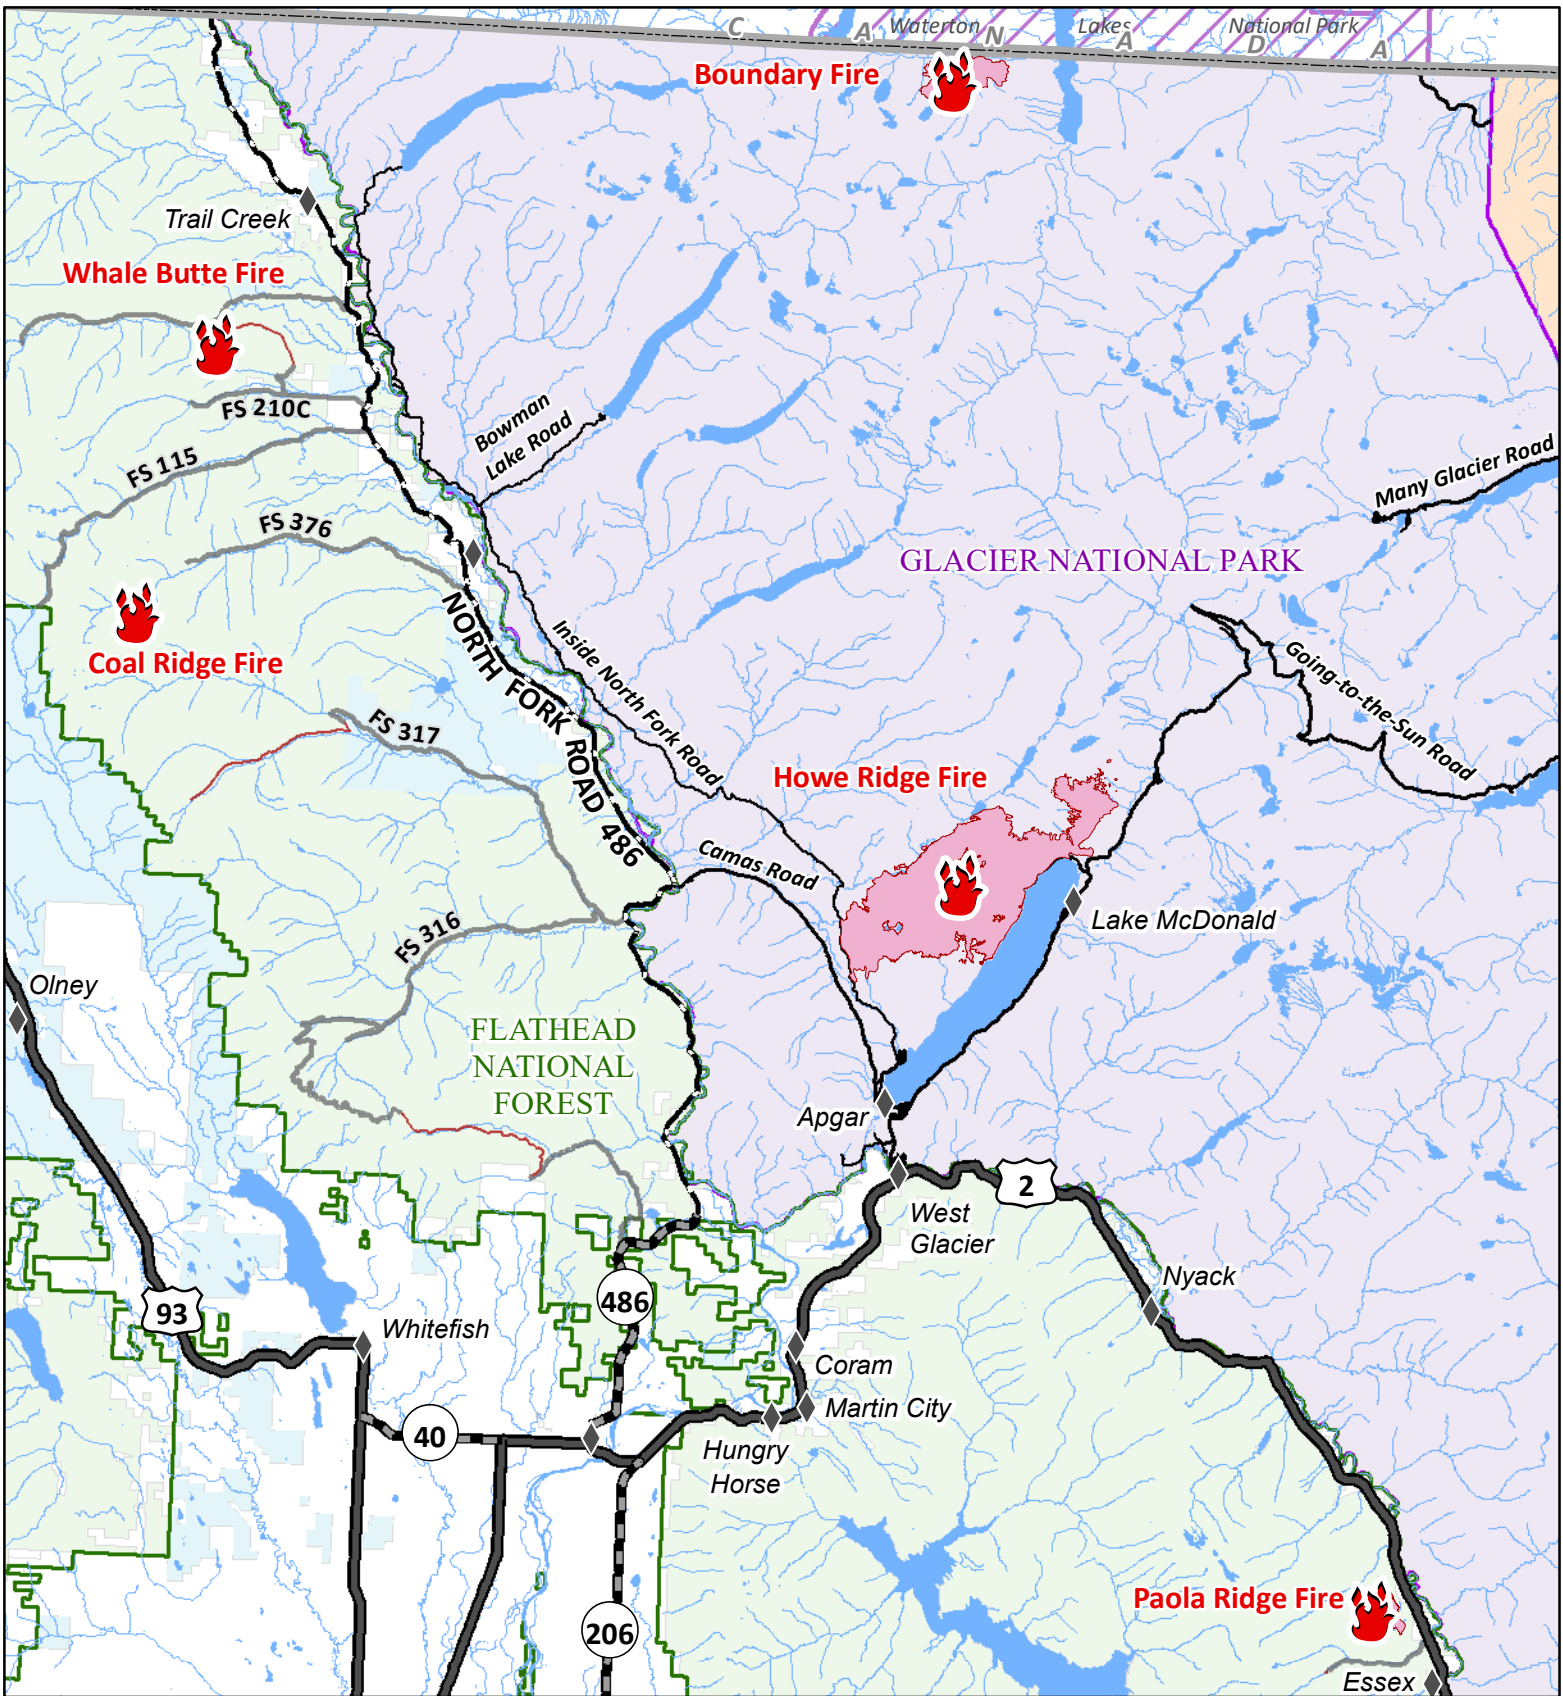 Waterton Lakes National Park
C A N A D A
Boundary Fire
Trail Creek
Whale Butte Fire
FS 210C
Bowman
Lake Road
FS 115
Many Glacier Road
FS 376
GLACIER NATIONAL PARK
Coal Ridge Fire
NORTH FORK ROAD 486
Inside North Fork Road
Going-to-the-Sun Road
FS 317
Howe Ridge Fire
Camas Road
Lake McDonald
FS 316
Olney
FLATHEAD
NATIONAL
FOREST
Apgar
2
West
Glacier
Nyack
93
486
Whitefish
Coram
Martin City
40
Hungry
Horse
206
Paola Ridge Fire
Essex